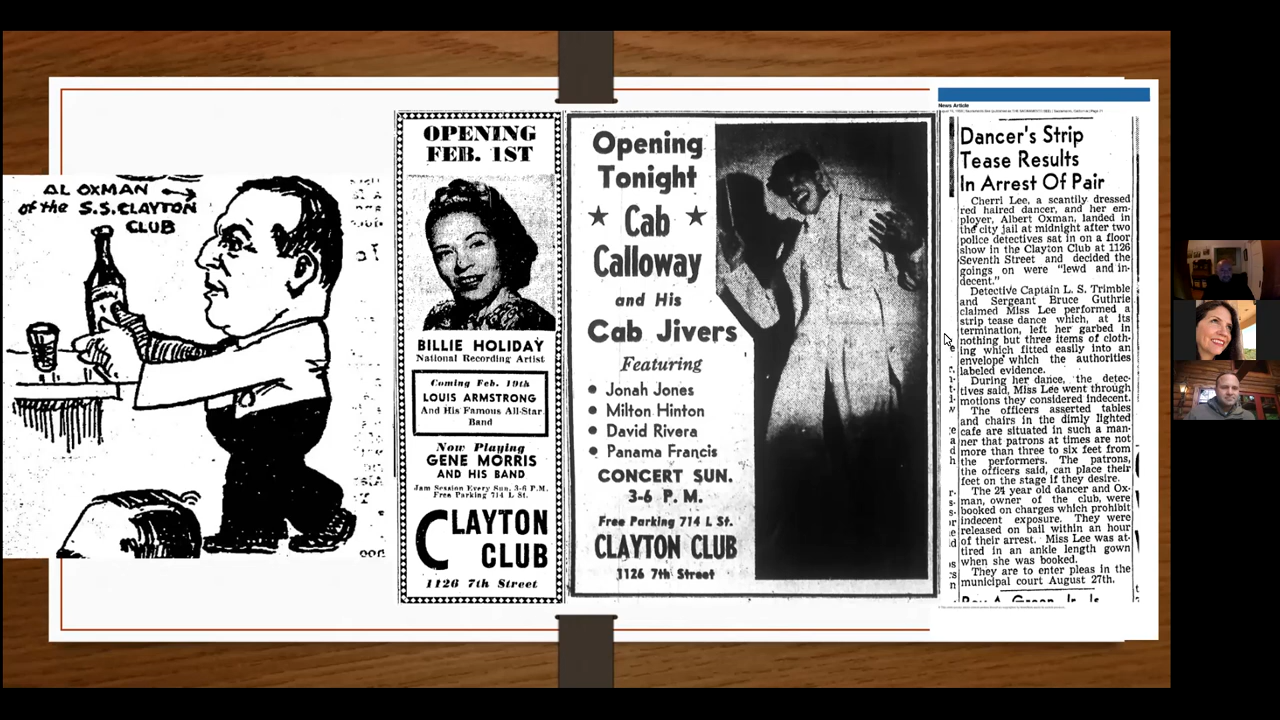 AL OXMAN
of the S.S. CLAYTON
CLUB
OPENING
FEB. 1ST
BILLIE HOLIDAY
National Recording Artist
Coming Feb. 19th
LOUIS ARMSTRONG
And His Famous All-Star
Band
Now Playing
GENE MORRIS
AND HIS BAND
Jam Session Every Sun. 3-6 P.M.
Free Parking 714 L St.
CLAYTON
CLUB
1126 7th Street
Opening
Tonight
Cab
Calloway
and His
Cab Jivers
Featuring
Jonah Jones
Milton Hinton
David Rivera
Panama Francis
CONCERT SUN.
3-6 P. M.
Free Parking 714 L St.
CLAYTON CLUB
1126 7th Street
News Article
Dancer's Strip
Tease Results
In Arrest Of Pair
Cherri Lee, a scantily dressed
red haired dancer, and her em-
ployer, Albert Oxman, landed in
the city jail at midnight after two
police detectives sat in on a floor
show in the Clayton Club at 1126
Seventh Street and decided the
goings on were "lewd and in-
decent."
Detective Captain L. S. Trimble
and Sergeant Bruce Guthrie
claimed Miss Lee performed a
strip tease dance which, at its
termination, left her garbed in
nothing but three items of cloth-
ing which fitted easily into an
envelope which the authorities
labeled evidence.
During her dance, the detec-
tives said, Miss Lee went through
motions they considered indecent.
The officers asserted tables
and chairs in the dimly lighted
cafe are situated in such a man-
ner that patrons at times are not
more than three to six feet from
the performers. The patrons,
the officers said, can place their
feet on the stage if they desire.
The 24 year old dancer and Ox-
man, owner of the club, were
booked on charges which prohibit
indecent exposure. They were
released on bail within an hour
of their arrest. Miss Lee was at-
tired in an ankle length gown
when she was booked.
They are to enter pleas in the
municipal court August 27th.